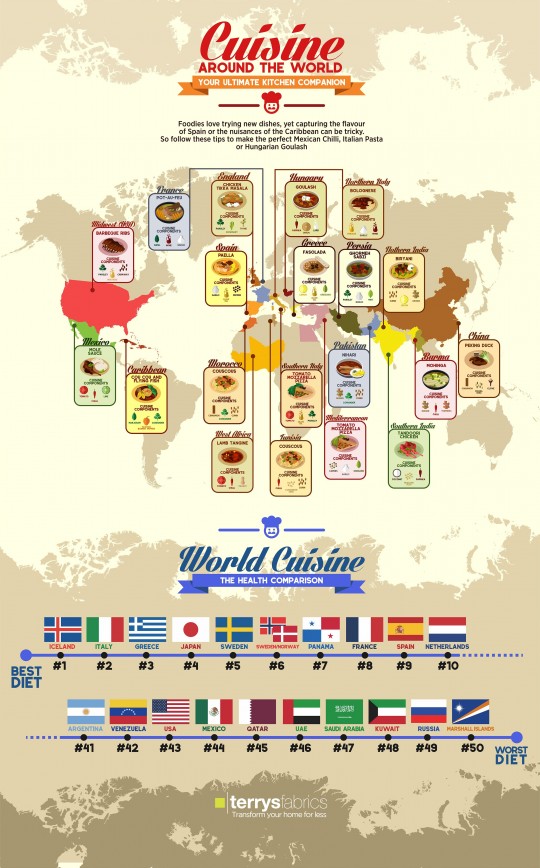 Cuisine
AROUND THE WORLD
YOUR ULTIMATE KITCHEN COMPANION
Foodies love trying new dishes, yet capturing the flavour
of Spain or the nuisances of the Caribbean can be tricky.
So follow these tips to make the perfect Mexican Chilli, Italian Pasta
or Hungarian Goulash
England
CHICKEN
TIKKA MASALA
CUISINE
COMPONENTS
Hungary
GOULASH
CUISINE
COMPONENTS
Northern Italy
BOLOGNESE
CUISINE
COMPONENTS
France
POT-AU-FEU
CUISINE
COMPONENTS
Midwest (USA)
BARBEQUE RIBS
CUISINE
COMPONENTS
Spain
PAELLA
CUISINE
COMPONENTS
Greece
FASOLADA
CUISINE
COMPONENTS
Persia
GHORMEH
SABZI
CUISINE
COMPONENTS
Northern India
BIRYANI
CUISINE
COMPONENTS
Mexico
MOLE
SAUCE
CUISINE
COMPONENTS
Caribbean
COU COU AND
FLYING FISH
CUISINE
COMPONENTS
Morocco
COUSCOUS
CUISINE
COMPONENTS
Southern Italy
TOMATO
MOZZARELLA
PIZZA
CUISINE
COMPONENTS
Pakistan
NIHARI
CUISINE
COMPONENTS
Burma
MOHINGA
CUISINE
COMPONENTS
China
PEKING DUCK
CUISINE
COMPONENTS
West Africa
LAMB TANGINE
CUISINE
COMPONENTS
Tunisia
COUSCOUS
CUISINE
COMPONENTS
Mediterranean
TOMATO
MOZZARELLA
PIZZA
CUISINE
COMPONENTS
Southern India
TANDOORI
CHICKEN
CUISINE
COMPONENTS
World Cuisine
THE HEALTH COMPARISON
ICELAND ITALY GREECE JAPAN SWEDEN SWEDEN/NORWAY PANAMA FRANCE SPAIN NETHERLANDS
#1 #2 #3 #4 #5 #6 #7 #8 #9 #10
BEST
DIET
ARGENTINA VENEZUELA USA MEXICO QATAR UAE SAUDI ARABIA KUWAIT RUSSIA MARSHALL ISLANDS
#41 #42 #43 #44 #45 #46 #47 #48 #49 #50
WORST
DIET
terrysfabrics
Transform your home for less